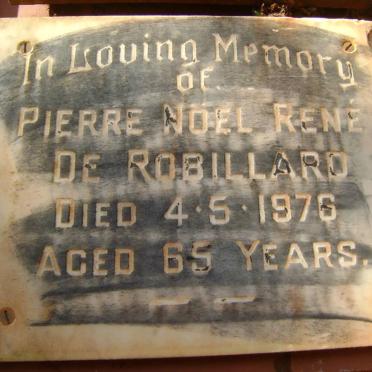 In Loving Memory
of
PIERRE NOEL RENE
DE ROBILLARD
DIED 4·5·1976
AGED 65 YEARS.